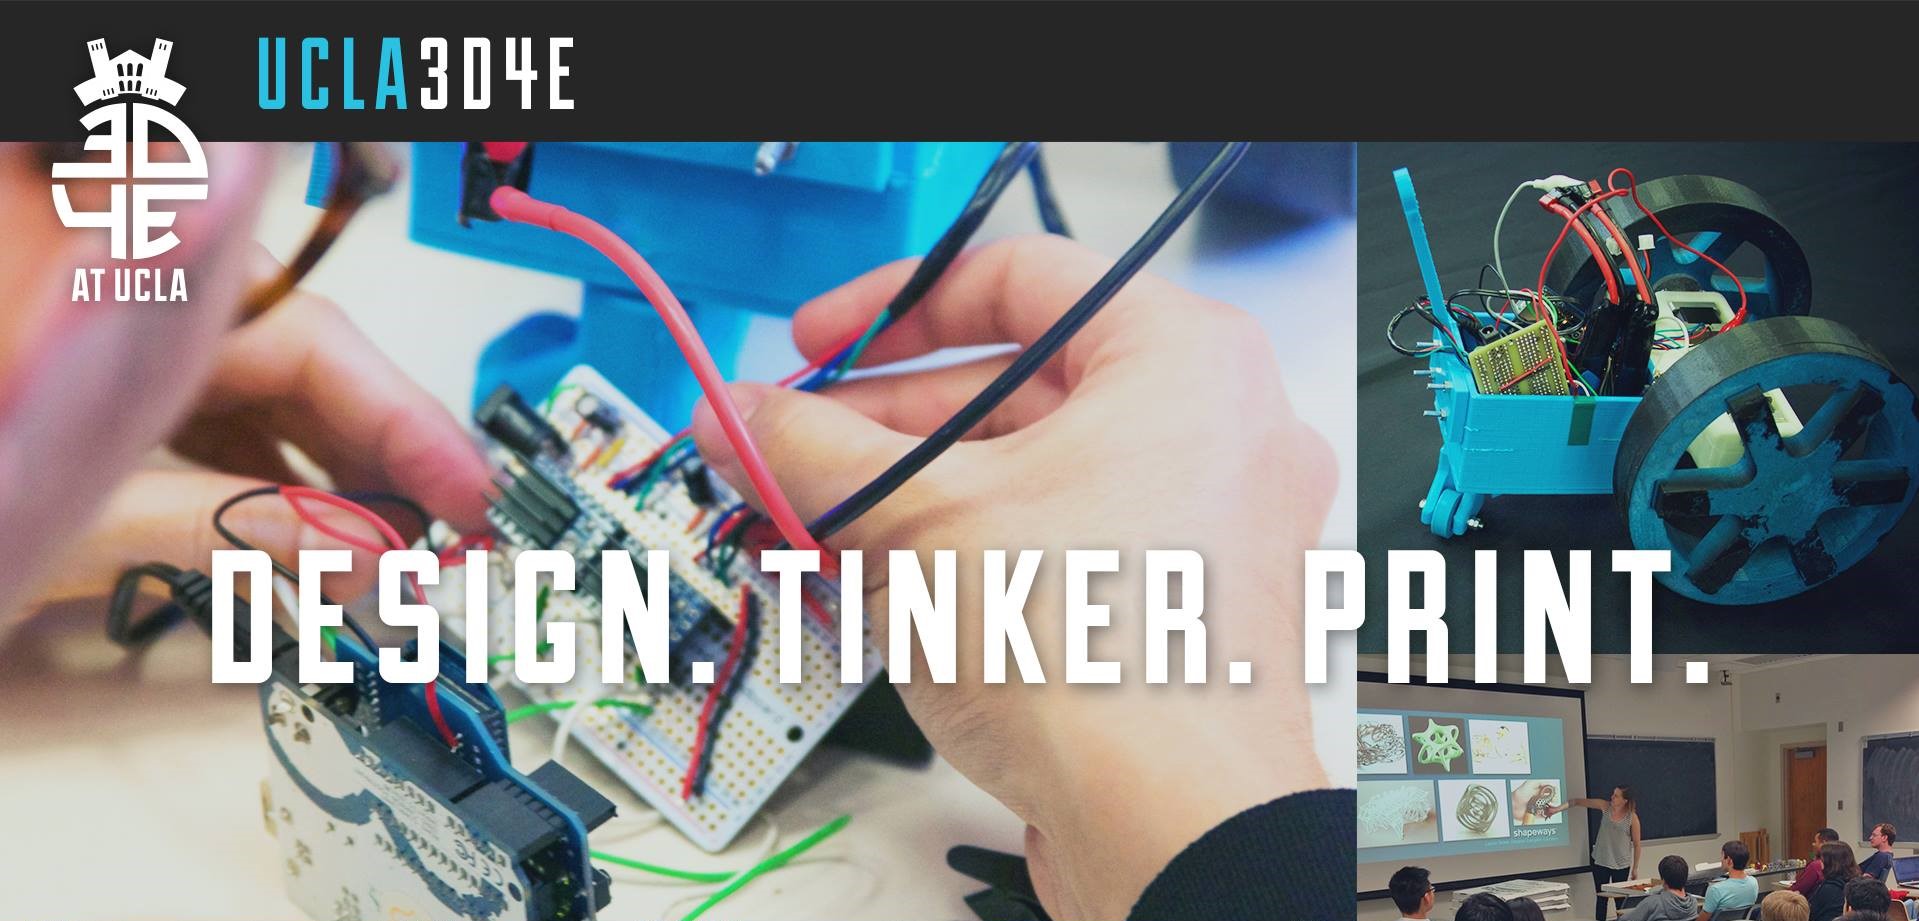 UCLA3D4E
3D
4E
AT UCLA
DESIGN. TINKER. PRINT.
shapeways